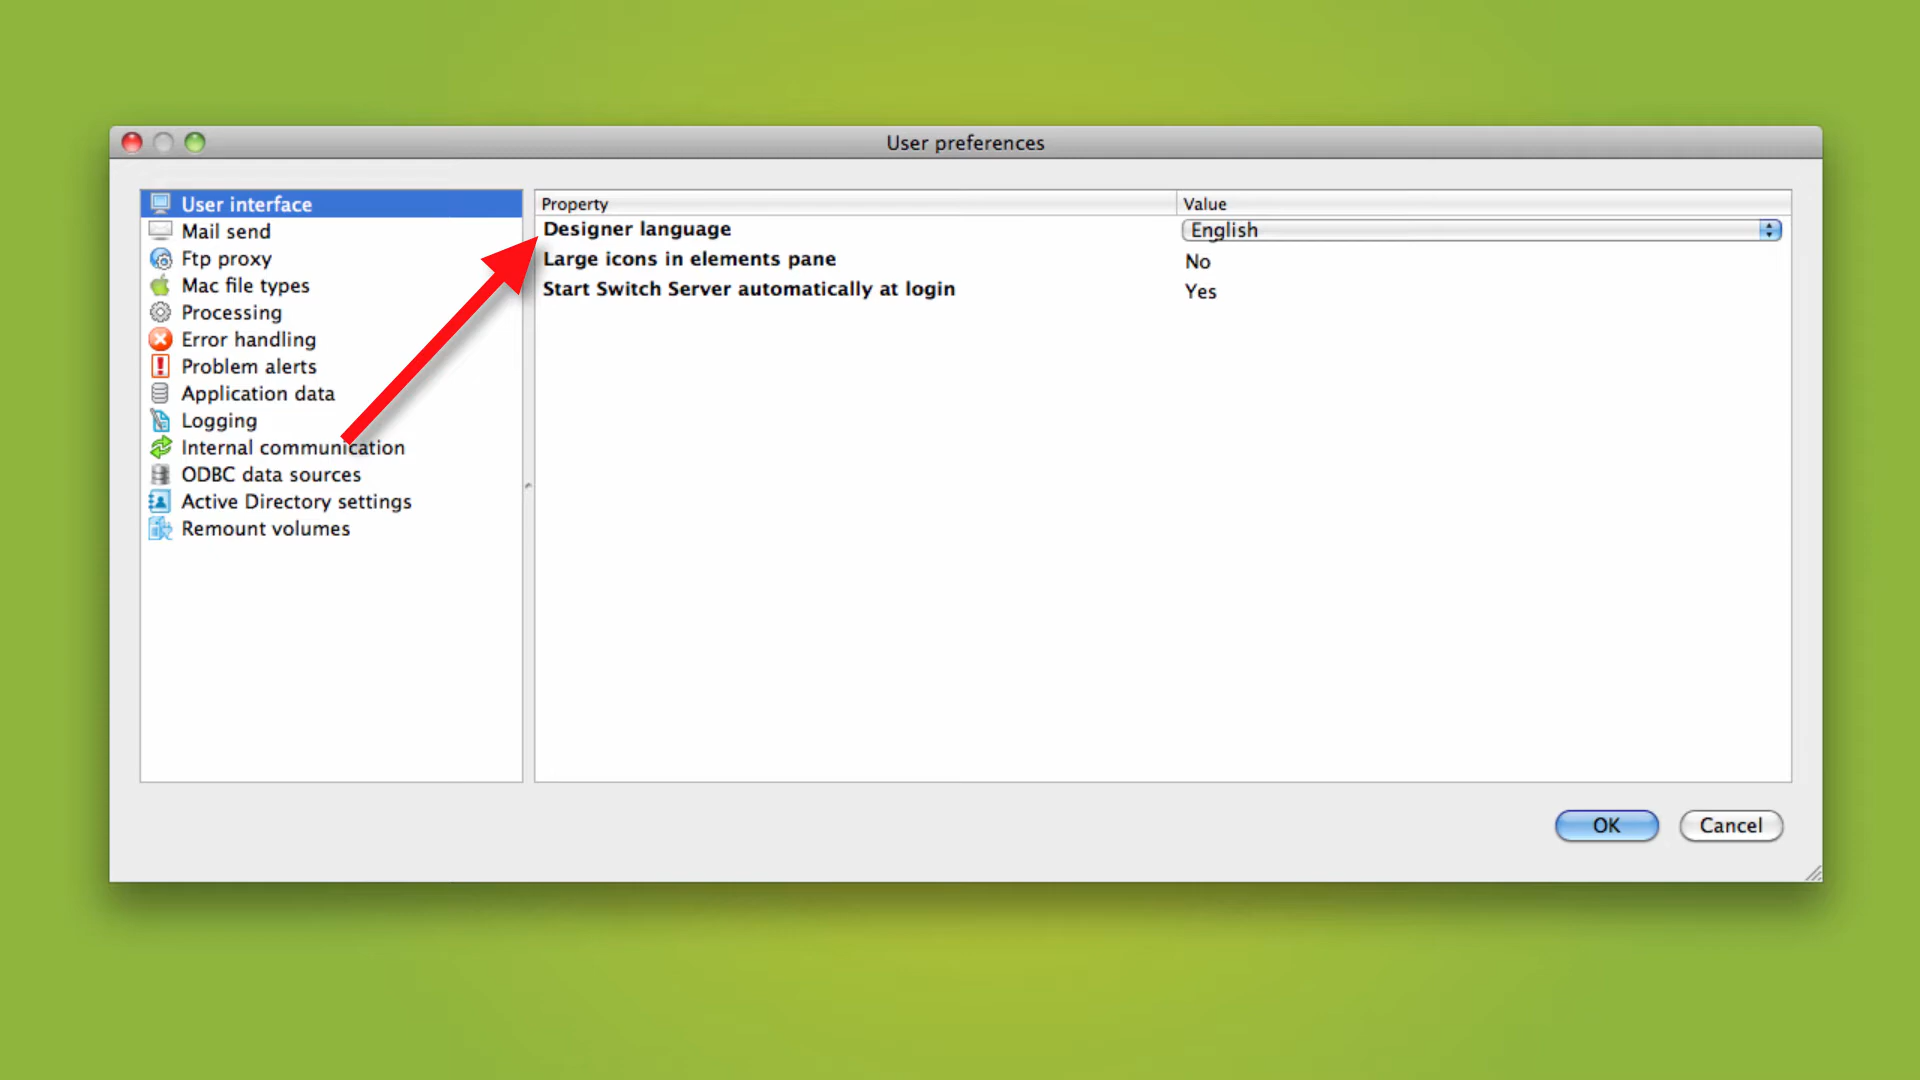 User preferences
User interface
Mail send
Ftp proxy
Mac file types
Processing
Error handling
Problem alerts
Application data
Logging
Internal communication
ODBC data sources
Active Directory settings
Remount volumes
Property Value
Designer language English
Large icons in elements pane No
Start Switch Server automatically at login Yes
OK Cancel